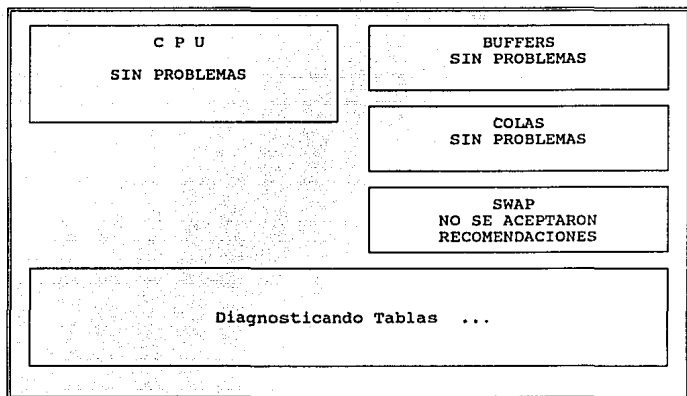 C P U
SIN PROBLEMAS
BUFFERS
SIN PROBLEMAS
COLAS
SIN PROBLEMAS
SWAP
NO SE ACEPTARON
RECOMENDACIONES
Diagnosticando Tablas ...